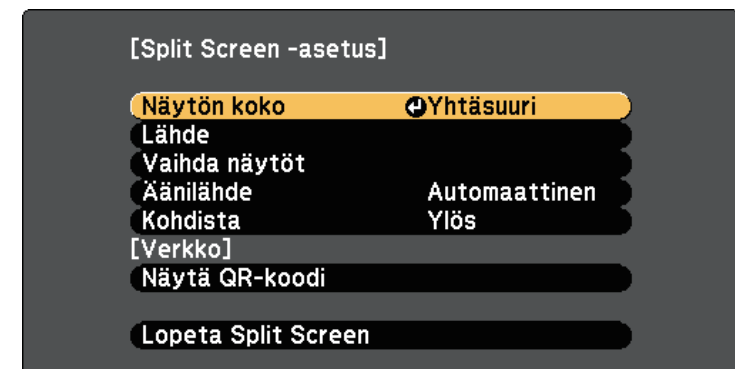 [Split Screen -asetus]
Näytön koko Yhtäsuuri
Lähde
Vaihda näytöt
Äänilähde Automaattinen
Kohdista Ylös
[Verkko]
Näytä QR-koodi
Lopeta Split Screen